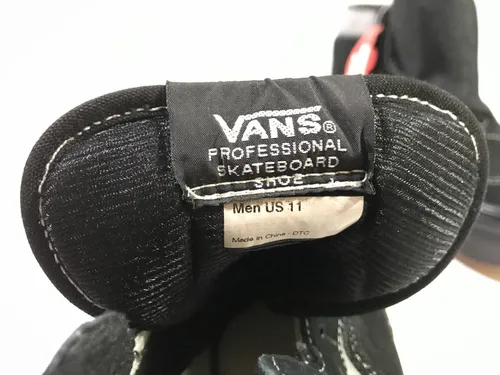 VANS®
PROFESSIONAL
SKATEBOARD
SHOE
Men US 11
Made in China - DTC